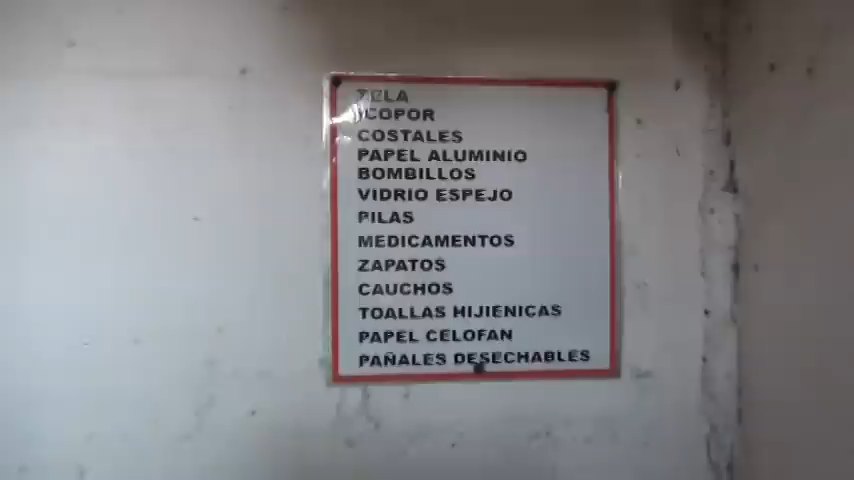 TELA
ICOPOR
COSTALES
PAPEL ALUMINIO
BOMBILLOS
VIDRIO ESPEJO
PILAS
MEDICAMENTOS
ZAPATOS
CAUCHOS
TOALLAS HIJIENICAS
PAPEL CELOFAN
PAÑALES DESECHABLES